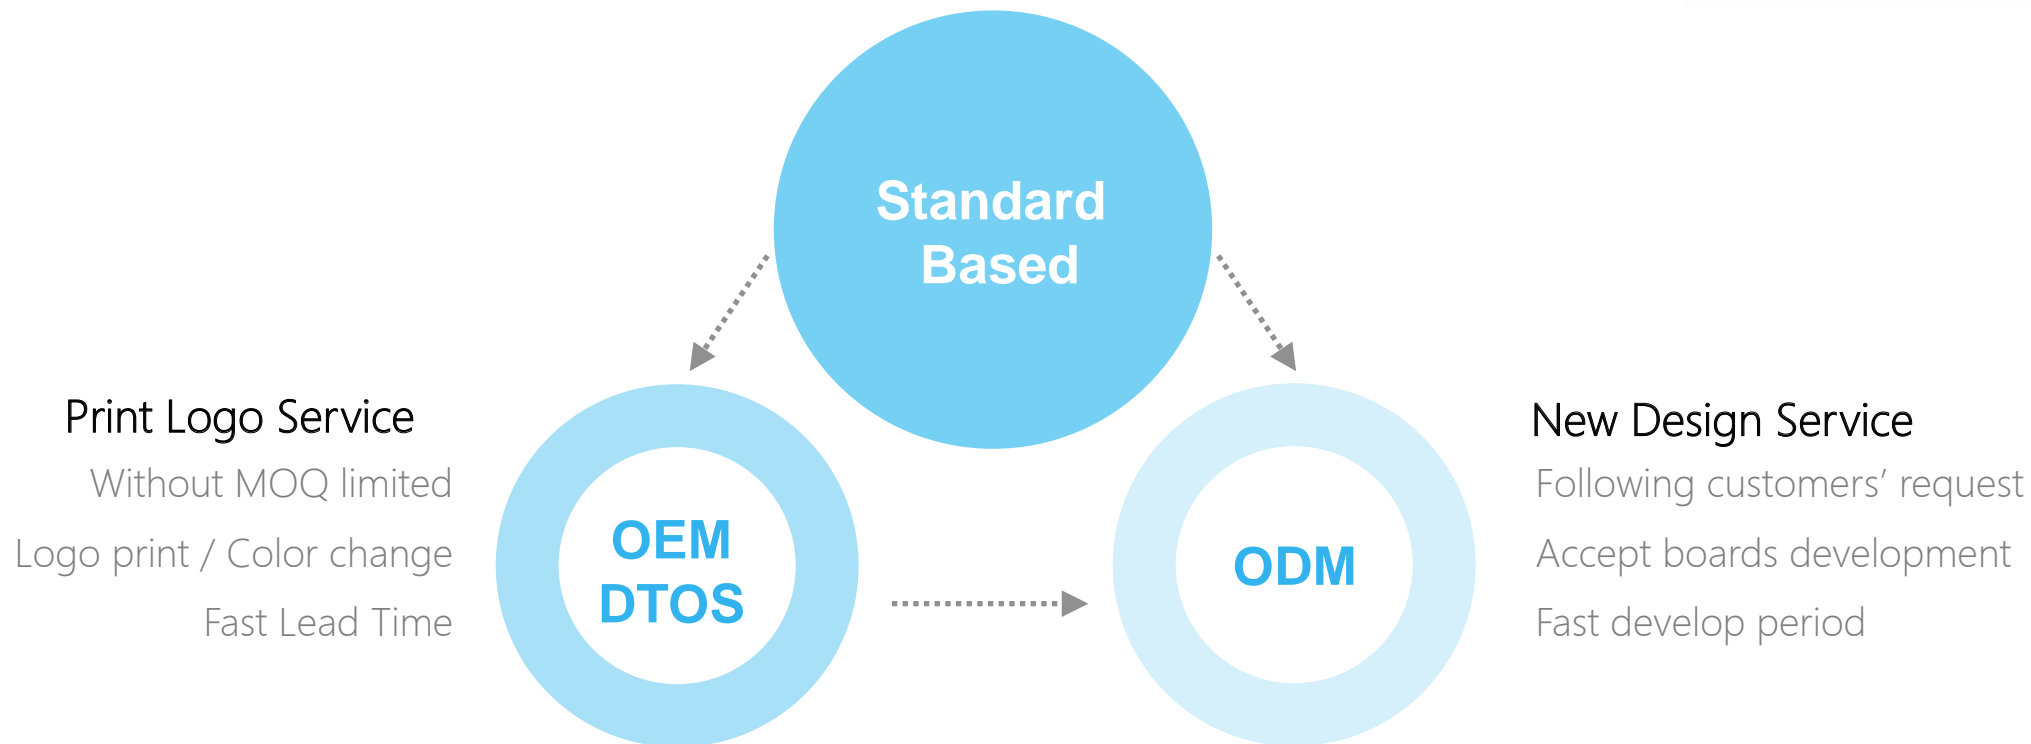 Standard
Based
Print Logo Service
Without MOQ limited
Logo print / Color change
Fast Lead Time
OEM
DTOS
ODM
New Design Service
Following customers’ request
Accept boards development
Fast develop period